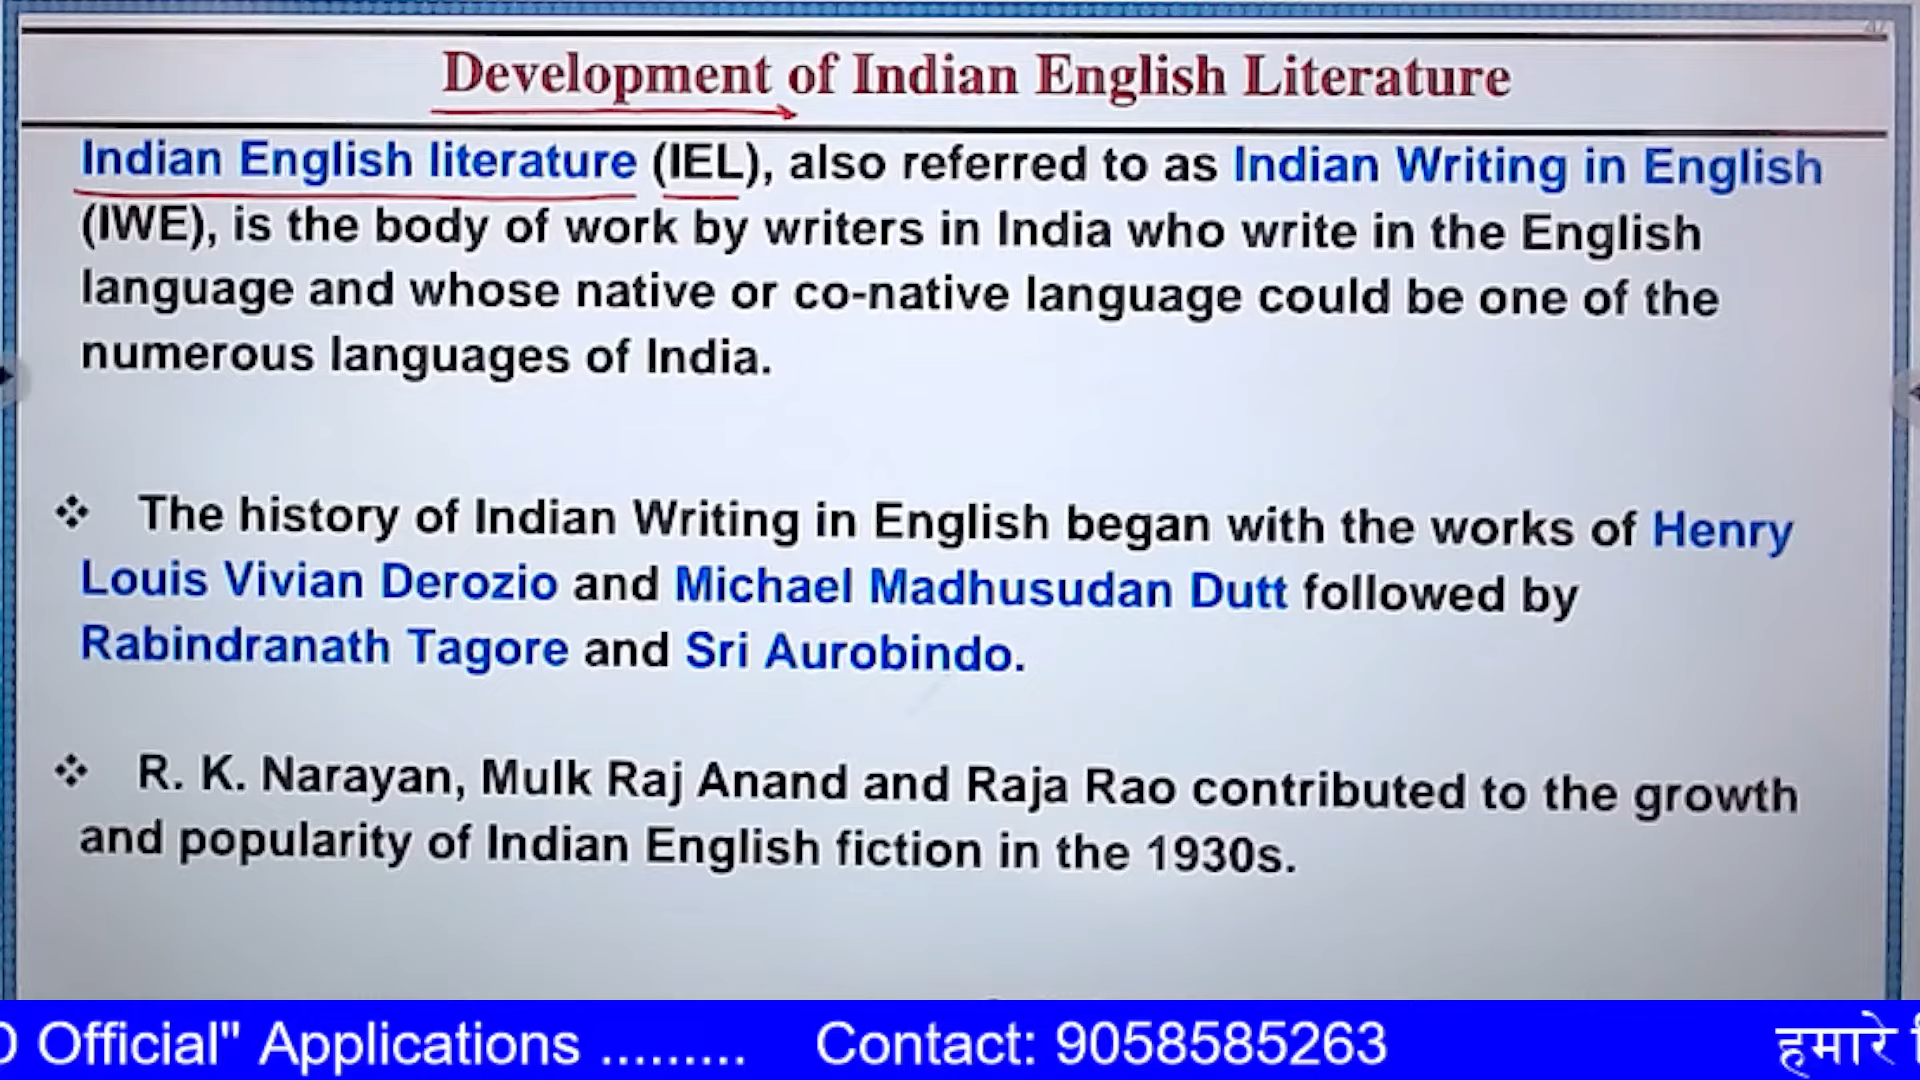 Development of Indian English Literature
Indian English literature (IEL), also referred to as Indian Writing in English
(IWE), is the body of work by writers in India who write in the English
language and whose native or co-native language could be one of the
numerous languages of India.
❖ The history of Indian Writing in English began with the works of Henry
Louis Vivian Derozio and Michael Madhusudan Dutt followed by
Rabindranath Tagore and Sri Aurobindo.
❖ R. K. Narayan, Mulk Raj Anand and Raja Rao contributed to the growth
and popularity of Indian English fiction in the 1930s.
Official" Applications ......... Contact: 9058585263 हमारे